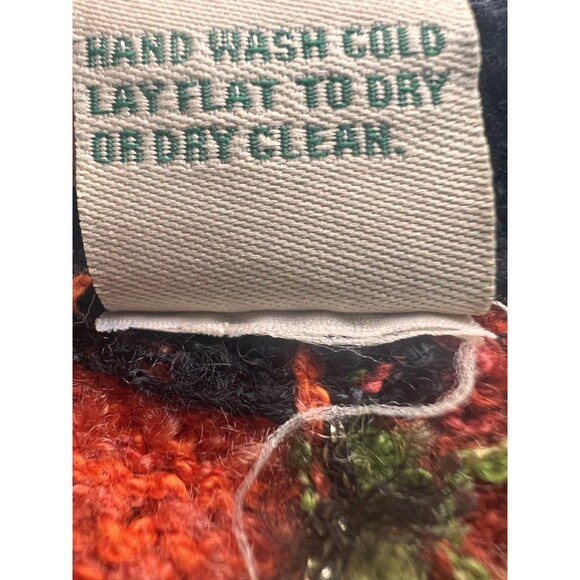 HAND WASH COLD
LAY FLAT TO DRY
OR DRY CLEAN.